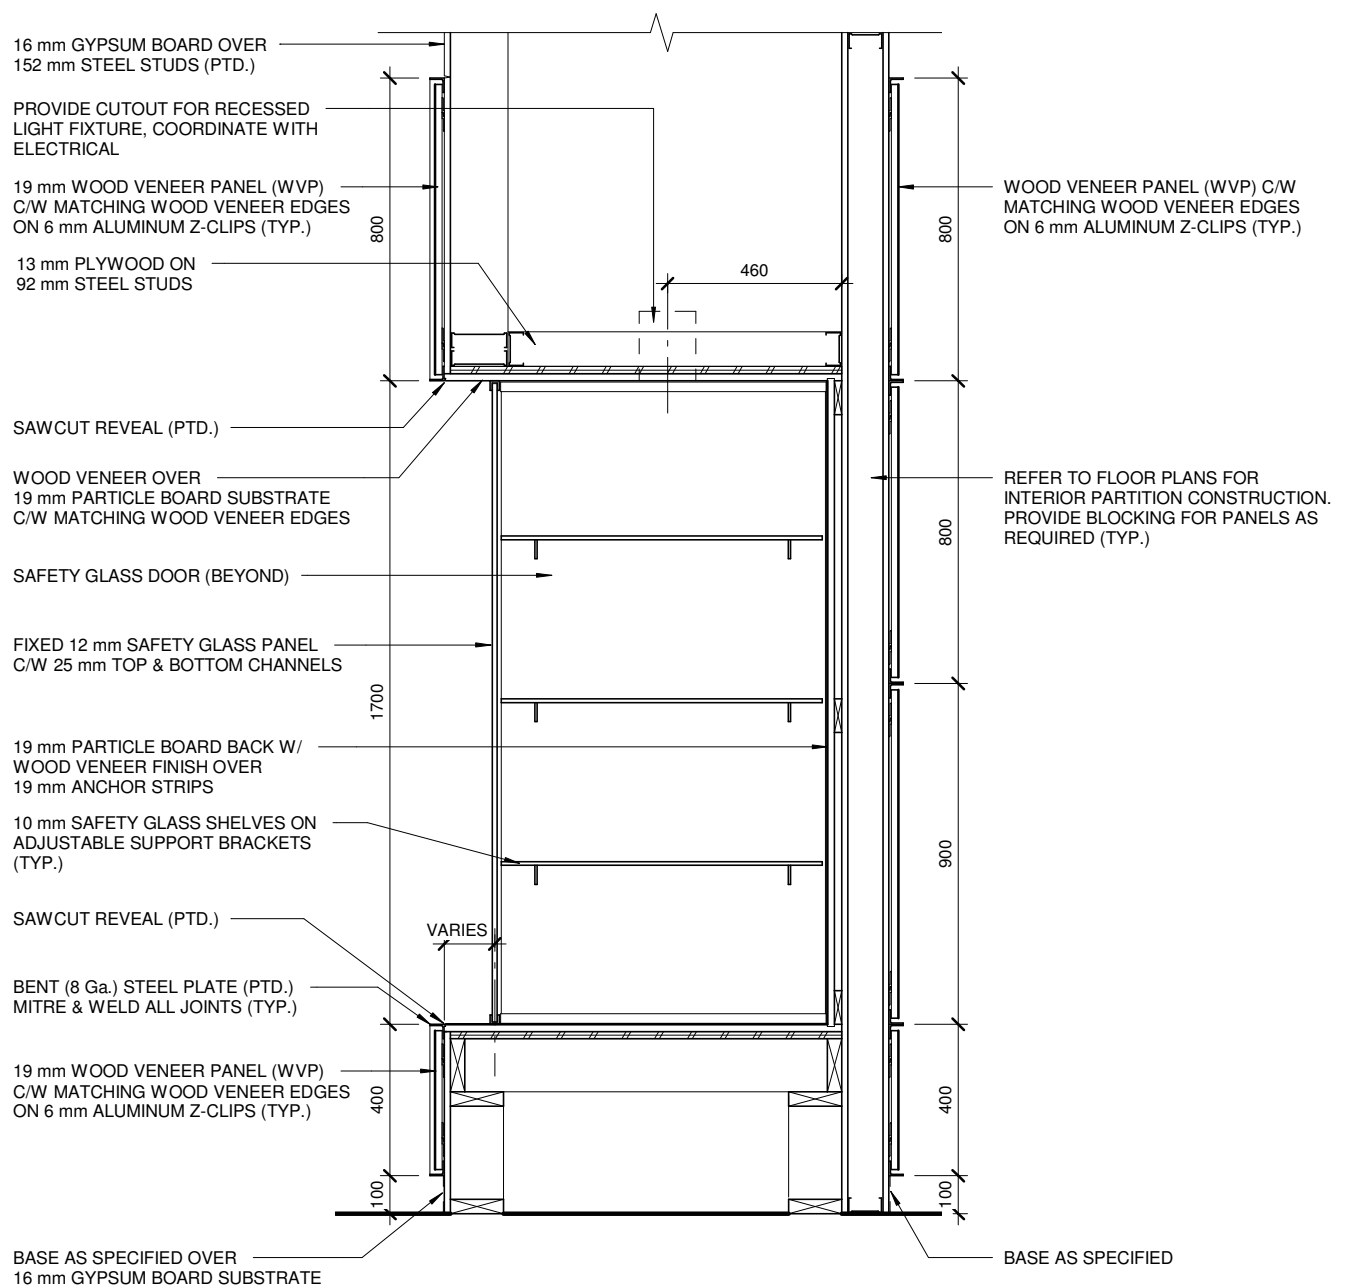 16 mm GYPSUM BOARD OVER
152 mm STEEL STUDS (PTD.)
PROVIDE CUTOUT FOR RECESSED
LIGHT FIXTURE, COORDINATE WITH
ELECTRICAL
19 mm WOOD VENEER PANEL (WVP)
C/W MATCHING WOOD VENEER EDGES
ON 6 mm ALUMINUM Z-CLIPS (TYP.)
13 mm PLYWOOD ON
92 mm STEEL STUDS
SAWCUT REVEAL (PTD.)
WOOD VENEER OVER
19 mm PARTICLE BOARD SUBSTRATE
C/W MATCHING WOOD VENEER EDGES
SAFETY GLASS DOOR (BEYOND)
FIXED 12 mm SAFETY GLASS PANEL
C/W 25 mm TOP & BOTTOM CHANNELS
19 mm PARTICLE BOARD BACK W/
WOOD VENEER FINISH OVER
19 mm ANCHOR STRIPS
10 mm SAFETY GLASS SHELVES ON
ADJUSTABLE SUPPORT BRACKETS
(TYP.)
SAWCUT REVEAL (PTD.)
BENT (8 Ga.) STEEL PLATE (PTD.)
MITRE & WELD ALL JOINTS (TYP.)
19 mm WOOD VENEER PANEL (WVP)
C/W MATCHING WOOD VENEER EDGES
ON 6 mm ALUMINUM Z-CLIPS (TYP.)
BASE AS SPECIFIED OVER
16 mm GYPSUM BOARD SUBSTRATE
800
1700
400
100
460
VARIES
800
800
900
400
100
WOOD VENEER PANEL (WVP) C/W
MATCHING WOOD VENEER EDGES
ON 6 mm ALUMINUM Z-CLIPS (TYP.)
REFER TO FLOOR PLANS FOR
INTERIOR PARTITION CONSTRUCTION.
PROVIDE BLOCKING FOR PANELS AS
REQUIRED (TYP.)
BASE AS SPECIFIED